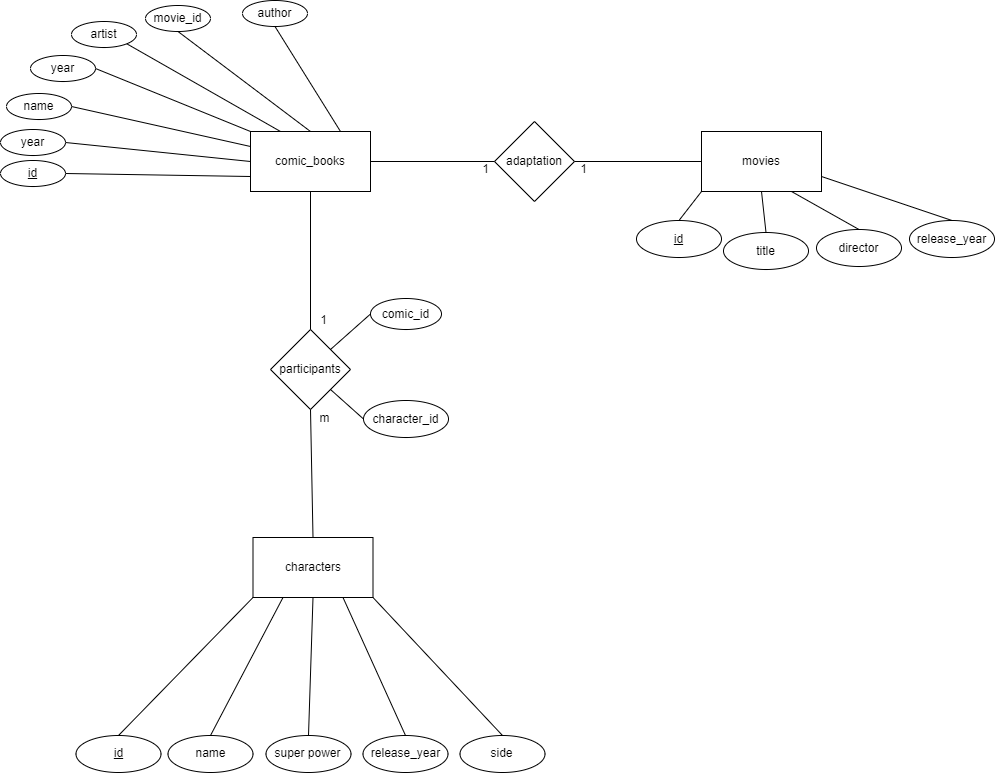 author
movie_id
artist
year
name
year
id
comic_books
1
adaptation
1
movies
id
title
director
release_year
1
comic_id
participants
m
character_id
characters
id
name
super power
release_year
side